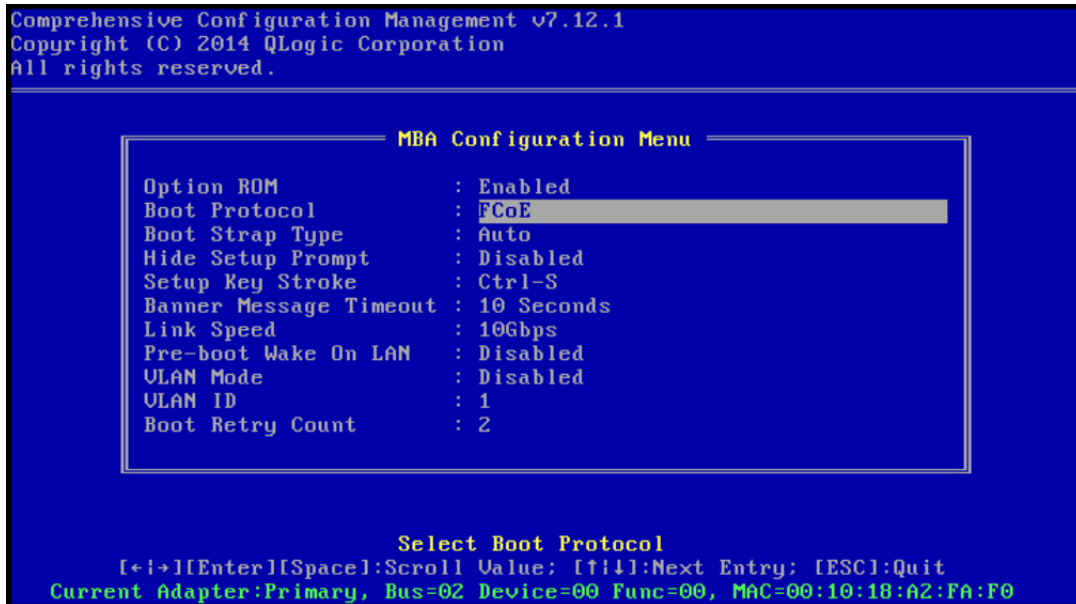 Comprehensive Configuration Management v7.12.1
Copyright (C) 2014 QLogic Corporation
All rights reserved.
MBA Configuration Menu
Option ROM : Enabled
Boot Protocol : FCoE
Boot Strap Type : Auto
Hide Setup Prompt : Disabled
Setup Key Stroke : Ctrl-S
Banner Message Timeout : 10 Seconds
Link Speed : 10Gbps
Pre-boot Wake On LAN : Disabled
VLAN Mode : Disabled
VLAN ID : 1
Boot Retry Count : 2
Select Boot Protocol
[←|→][Enter][Space]:Scroll Value; [↑|↓]:Next Entry; [ESC]:Quit
Current Adapter:Primary, Bus=02 Device=00 Func=00, MAC=00:10:18:A2:FA:F0